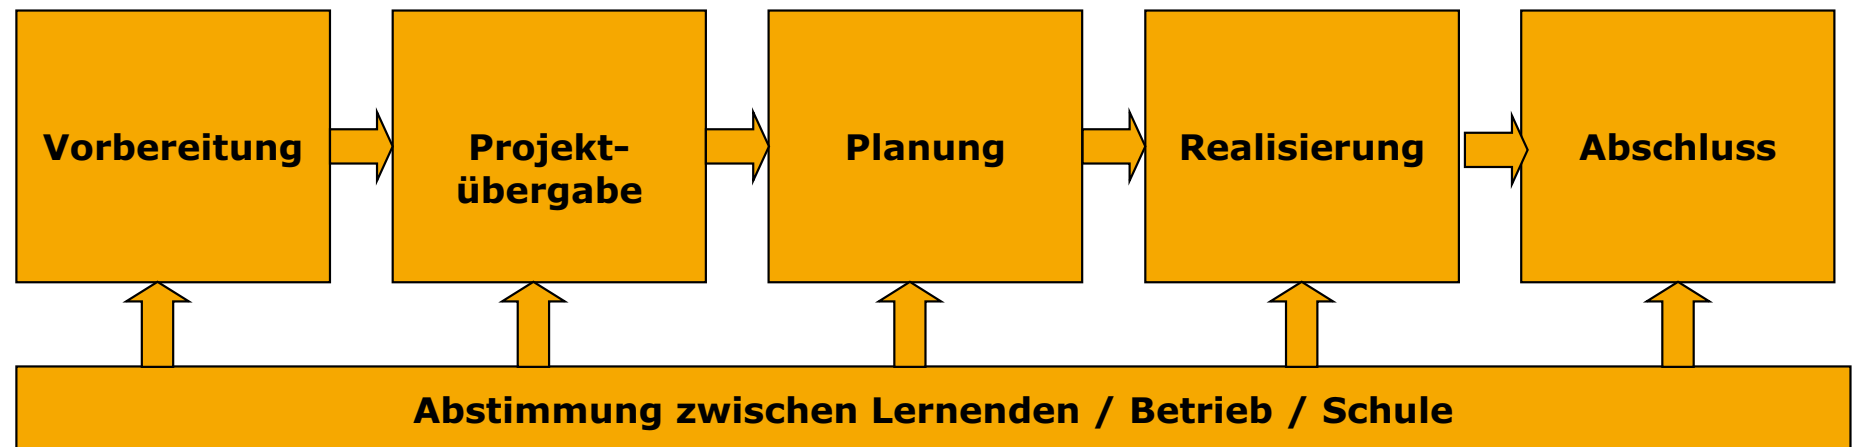 Vorbereitung
Projekt-
übergabe
Planung
Realisierung
Abschluss
Abstimmung zwischen Lernenden / Betrieb / Schule